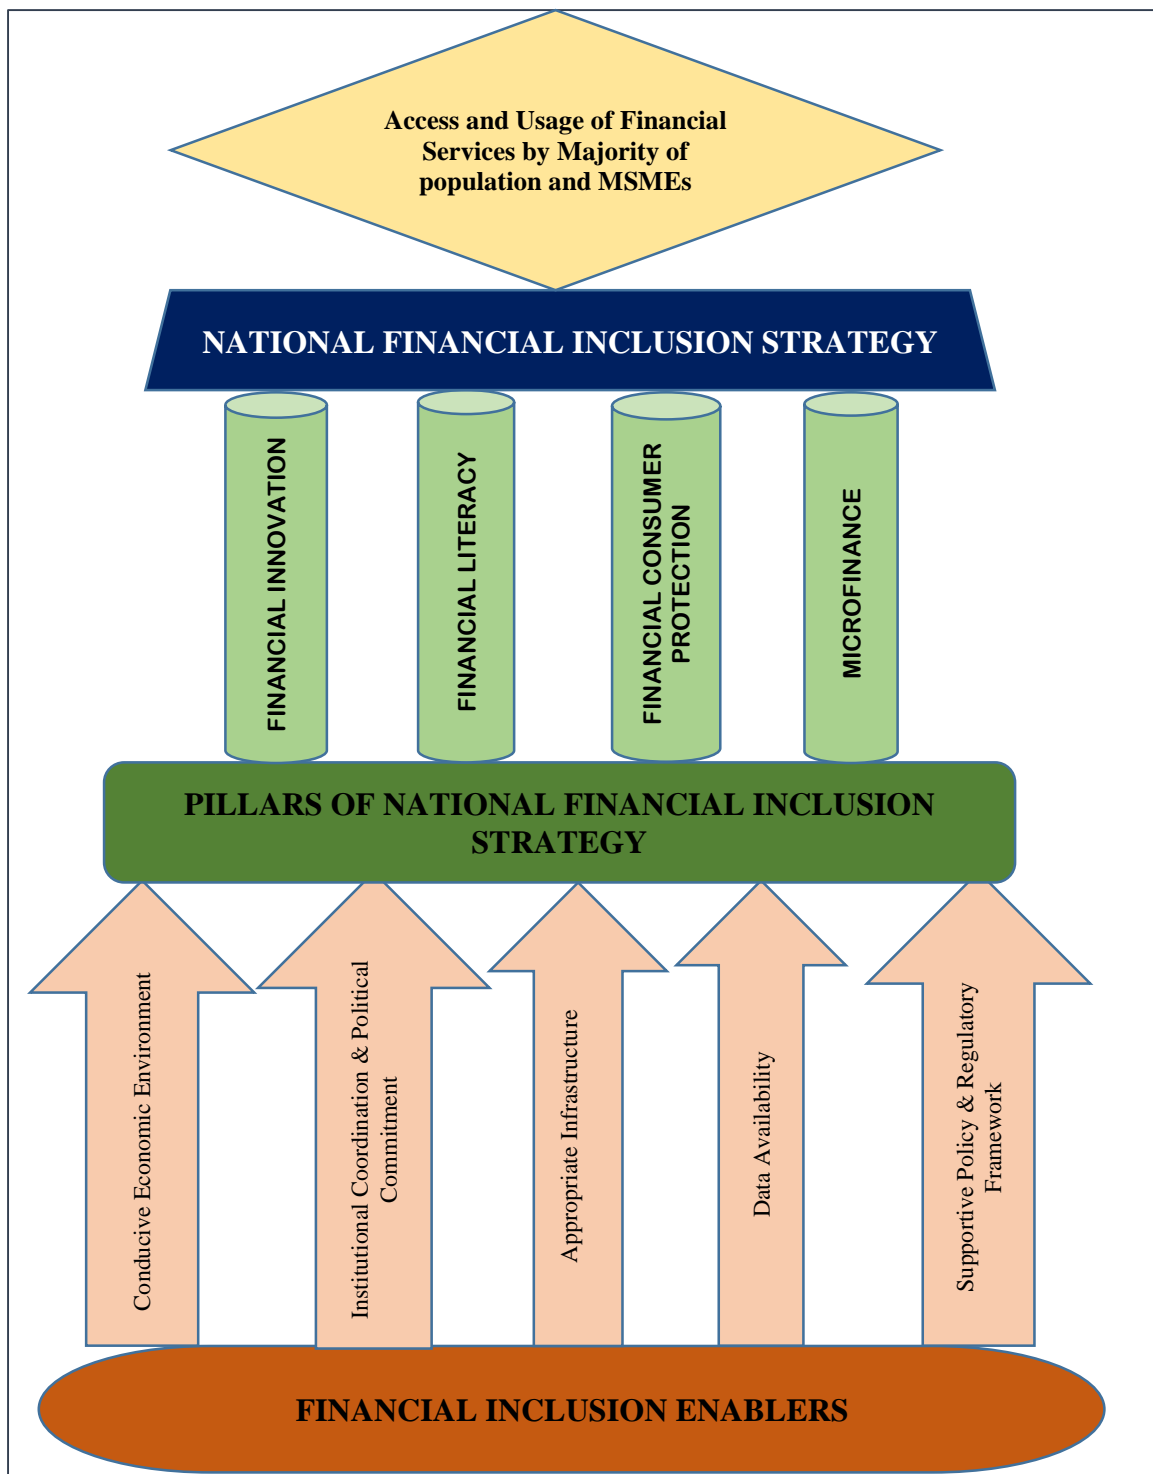 Access and Usage of Financial
Services by Majority of
population and MSMEs
NATIONAL FINANCIAL INCLUSION STRATEGY
FINANCIAL INNOVATION
FINANCIAL LITERACY
FINANCIAL CONSUMER
PROTECTION
MICROFINANCE
PILLARS OF NATIONAL FINANCIAL INCLUSION
STRATEGY
Conducive Economic Environment
Institutional Coordination & Political
Commitment
Appropriate Infrastructure
Data Availability
Supportive Policy & Regulatory
Framework
FINANCIAL INCLUSION ENABLERS